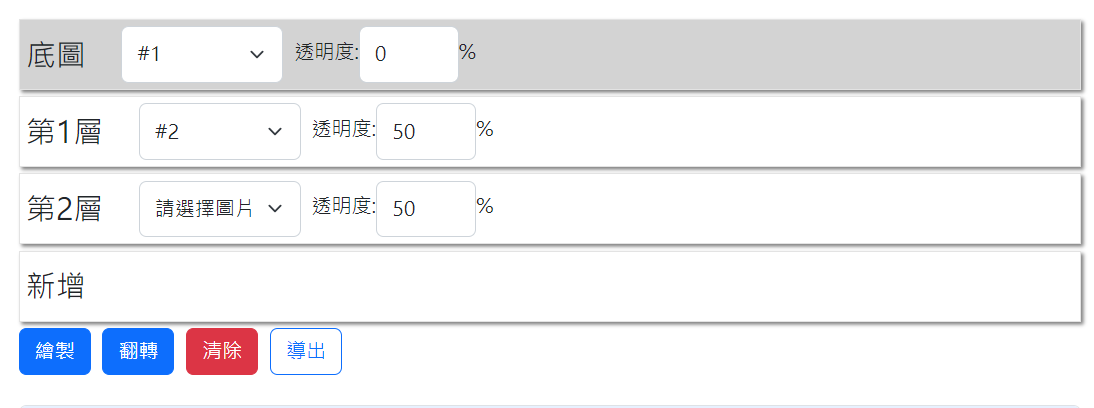 底圖 #1 透明度: 0 %
第1層 #2 透明度: 50 %
第2層 請選擇圖片 透明度: 50 %
新增
繪製 翻轉 清除 導出